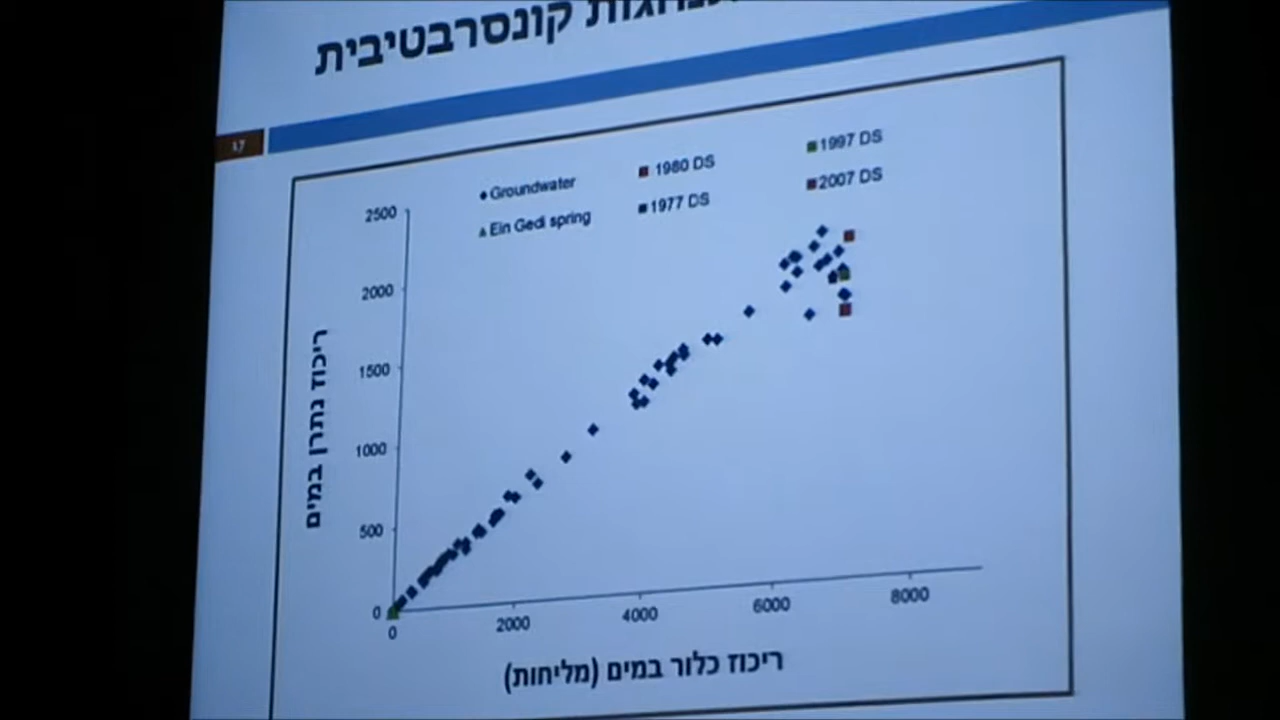 קונסרבטיבית
17
Groundwater
1980 DS
1997 DS
Ein Gedi spring
1977 DS
2007 DS
2500
2000
1500
1000
500
0
ריכוז נתרן במים
0
2000
4000
6000
8000
ריכוז כלור במים (מליחות)